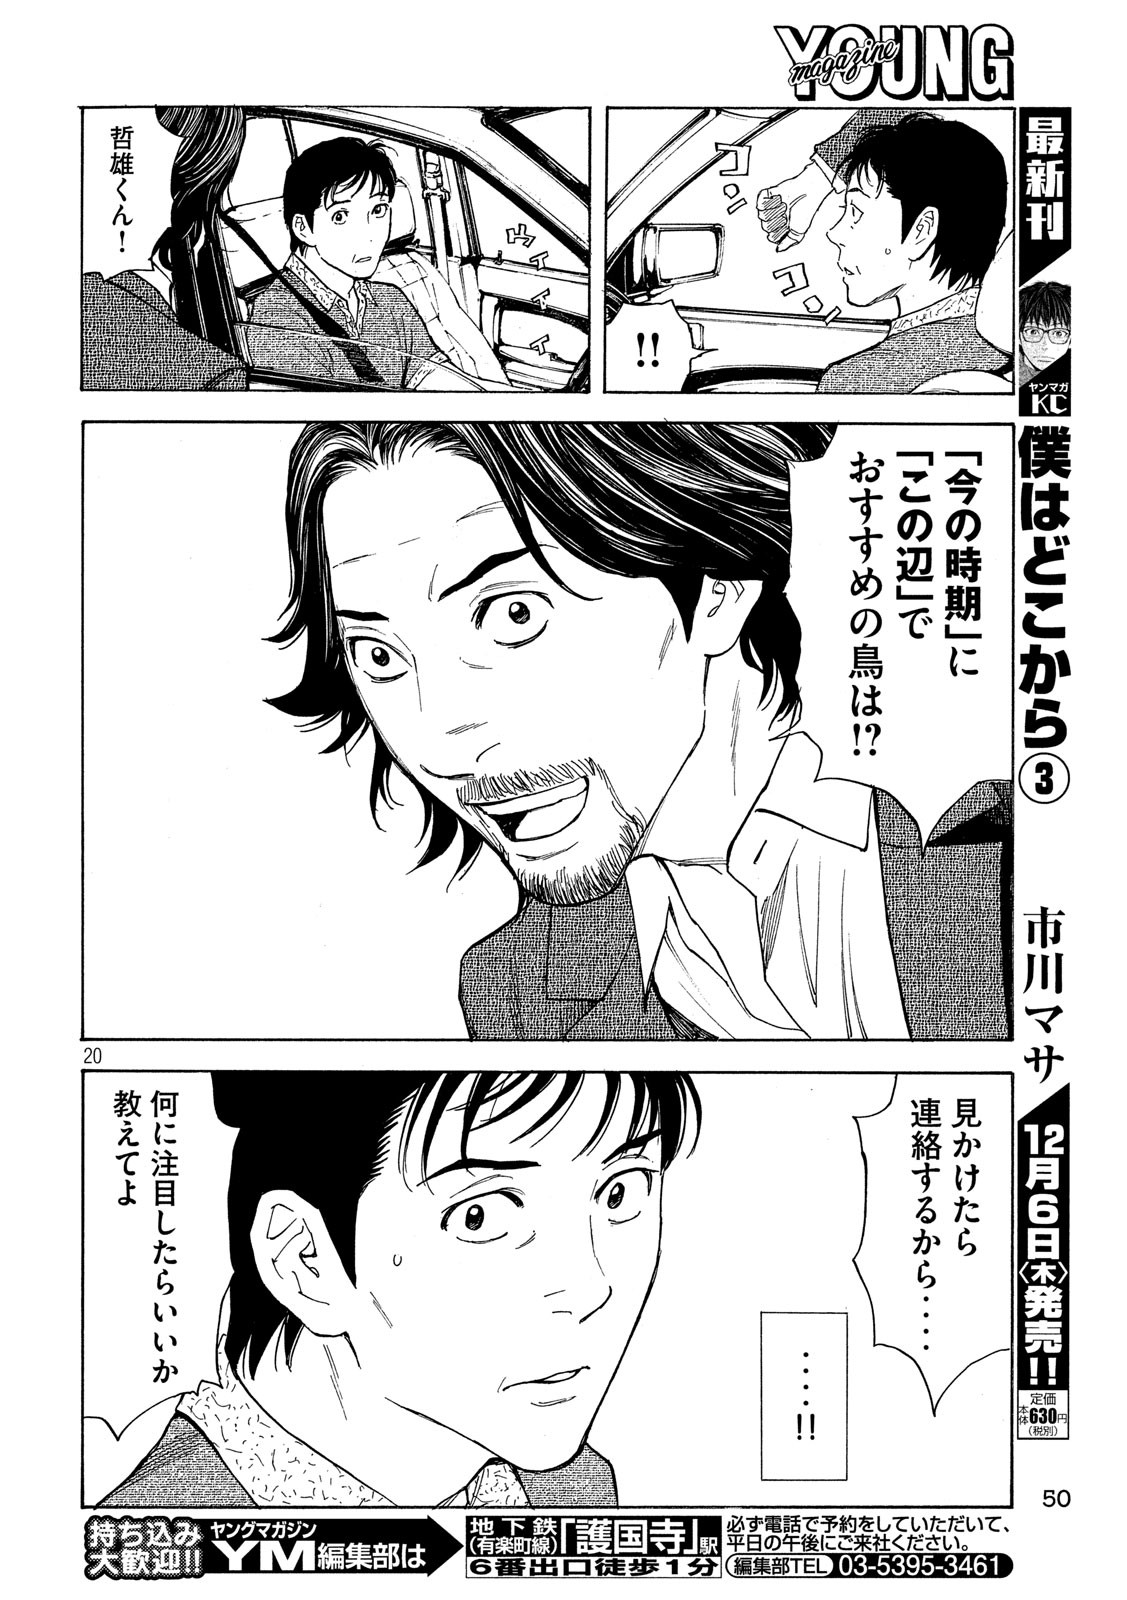 YOUNG
magazine
コン
コン
コン
!!
哲雄くん!
ウィイイイ
「今の時期」に
「この辺」で
おすすめの鳥は!?
20
見かけたら
連絡するから‥‥
‥‥!!
何に注目したらいいか
教えてよ
最新刊
ヤンマガ
KC
僕はどこから③
市川マサ
12月6日〈木〉発売!!
定価
本体630円
(税別)
50
持ち込み
大歓迎!!
ヤングマガジン
YM編集部は
地下鉄
(有楽町線)
「護国寺」駅
6番出口徒歩1分
必ず電話で予約をしていただいて、
平日の午後にご来社ください。
編集部TEL 03-5395-3461